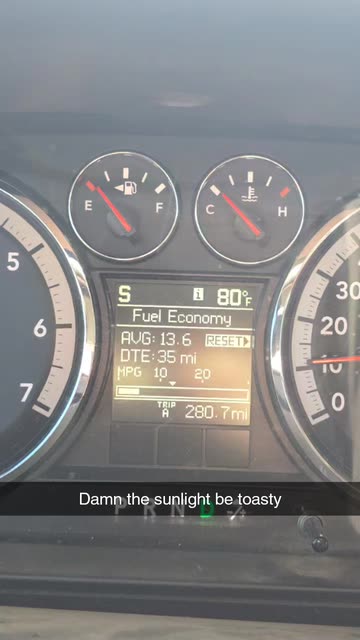 E F
C H
5
6
7
30
20
10
0
S i 80°F
Fuel Economy
AVG: 13.6 RESET
DTE: 35 mi
MPG 10 20
TRIP A 280.7mi
Damn the sunlight be toasty
P R N D